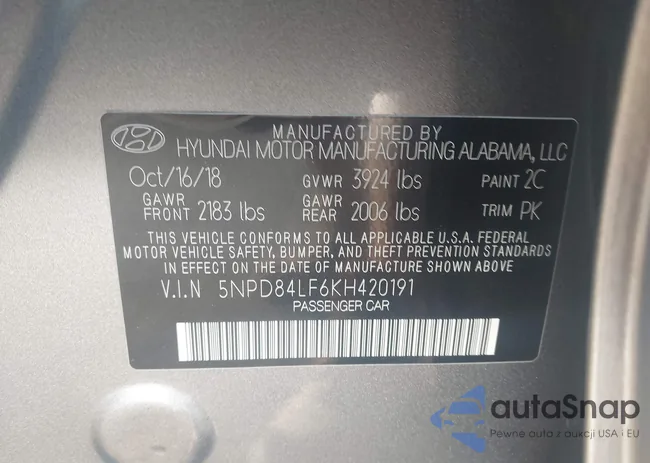 MANUFACTURED BY
HYUNDAI MOTOR MANUFACTURING ALABAMA, LLC
Oct/16/18 GVWR 3924 lbs PAINT 2C
GAWR FRONT 2183 lbs GAWR REAR 2006 lbs TRIM PK
THIS VEHICLE CONFORMS TO ALL APPLICABLE U.S.A. FEDERAL
MOTOR VEHICLE SAFETY, BUMPER, AND THEFT PREVENTION STANDARDS
IN EFFECT ON THE DATE OF MANUFACTURE SHOWN ABOVE.
V.I.N 5NPD84LF6KH420191
PASSENGER CAR
autaSnap
Pewne auta z aukcji USA i EU